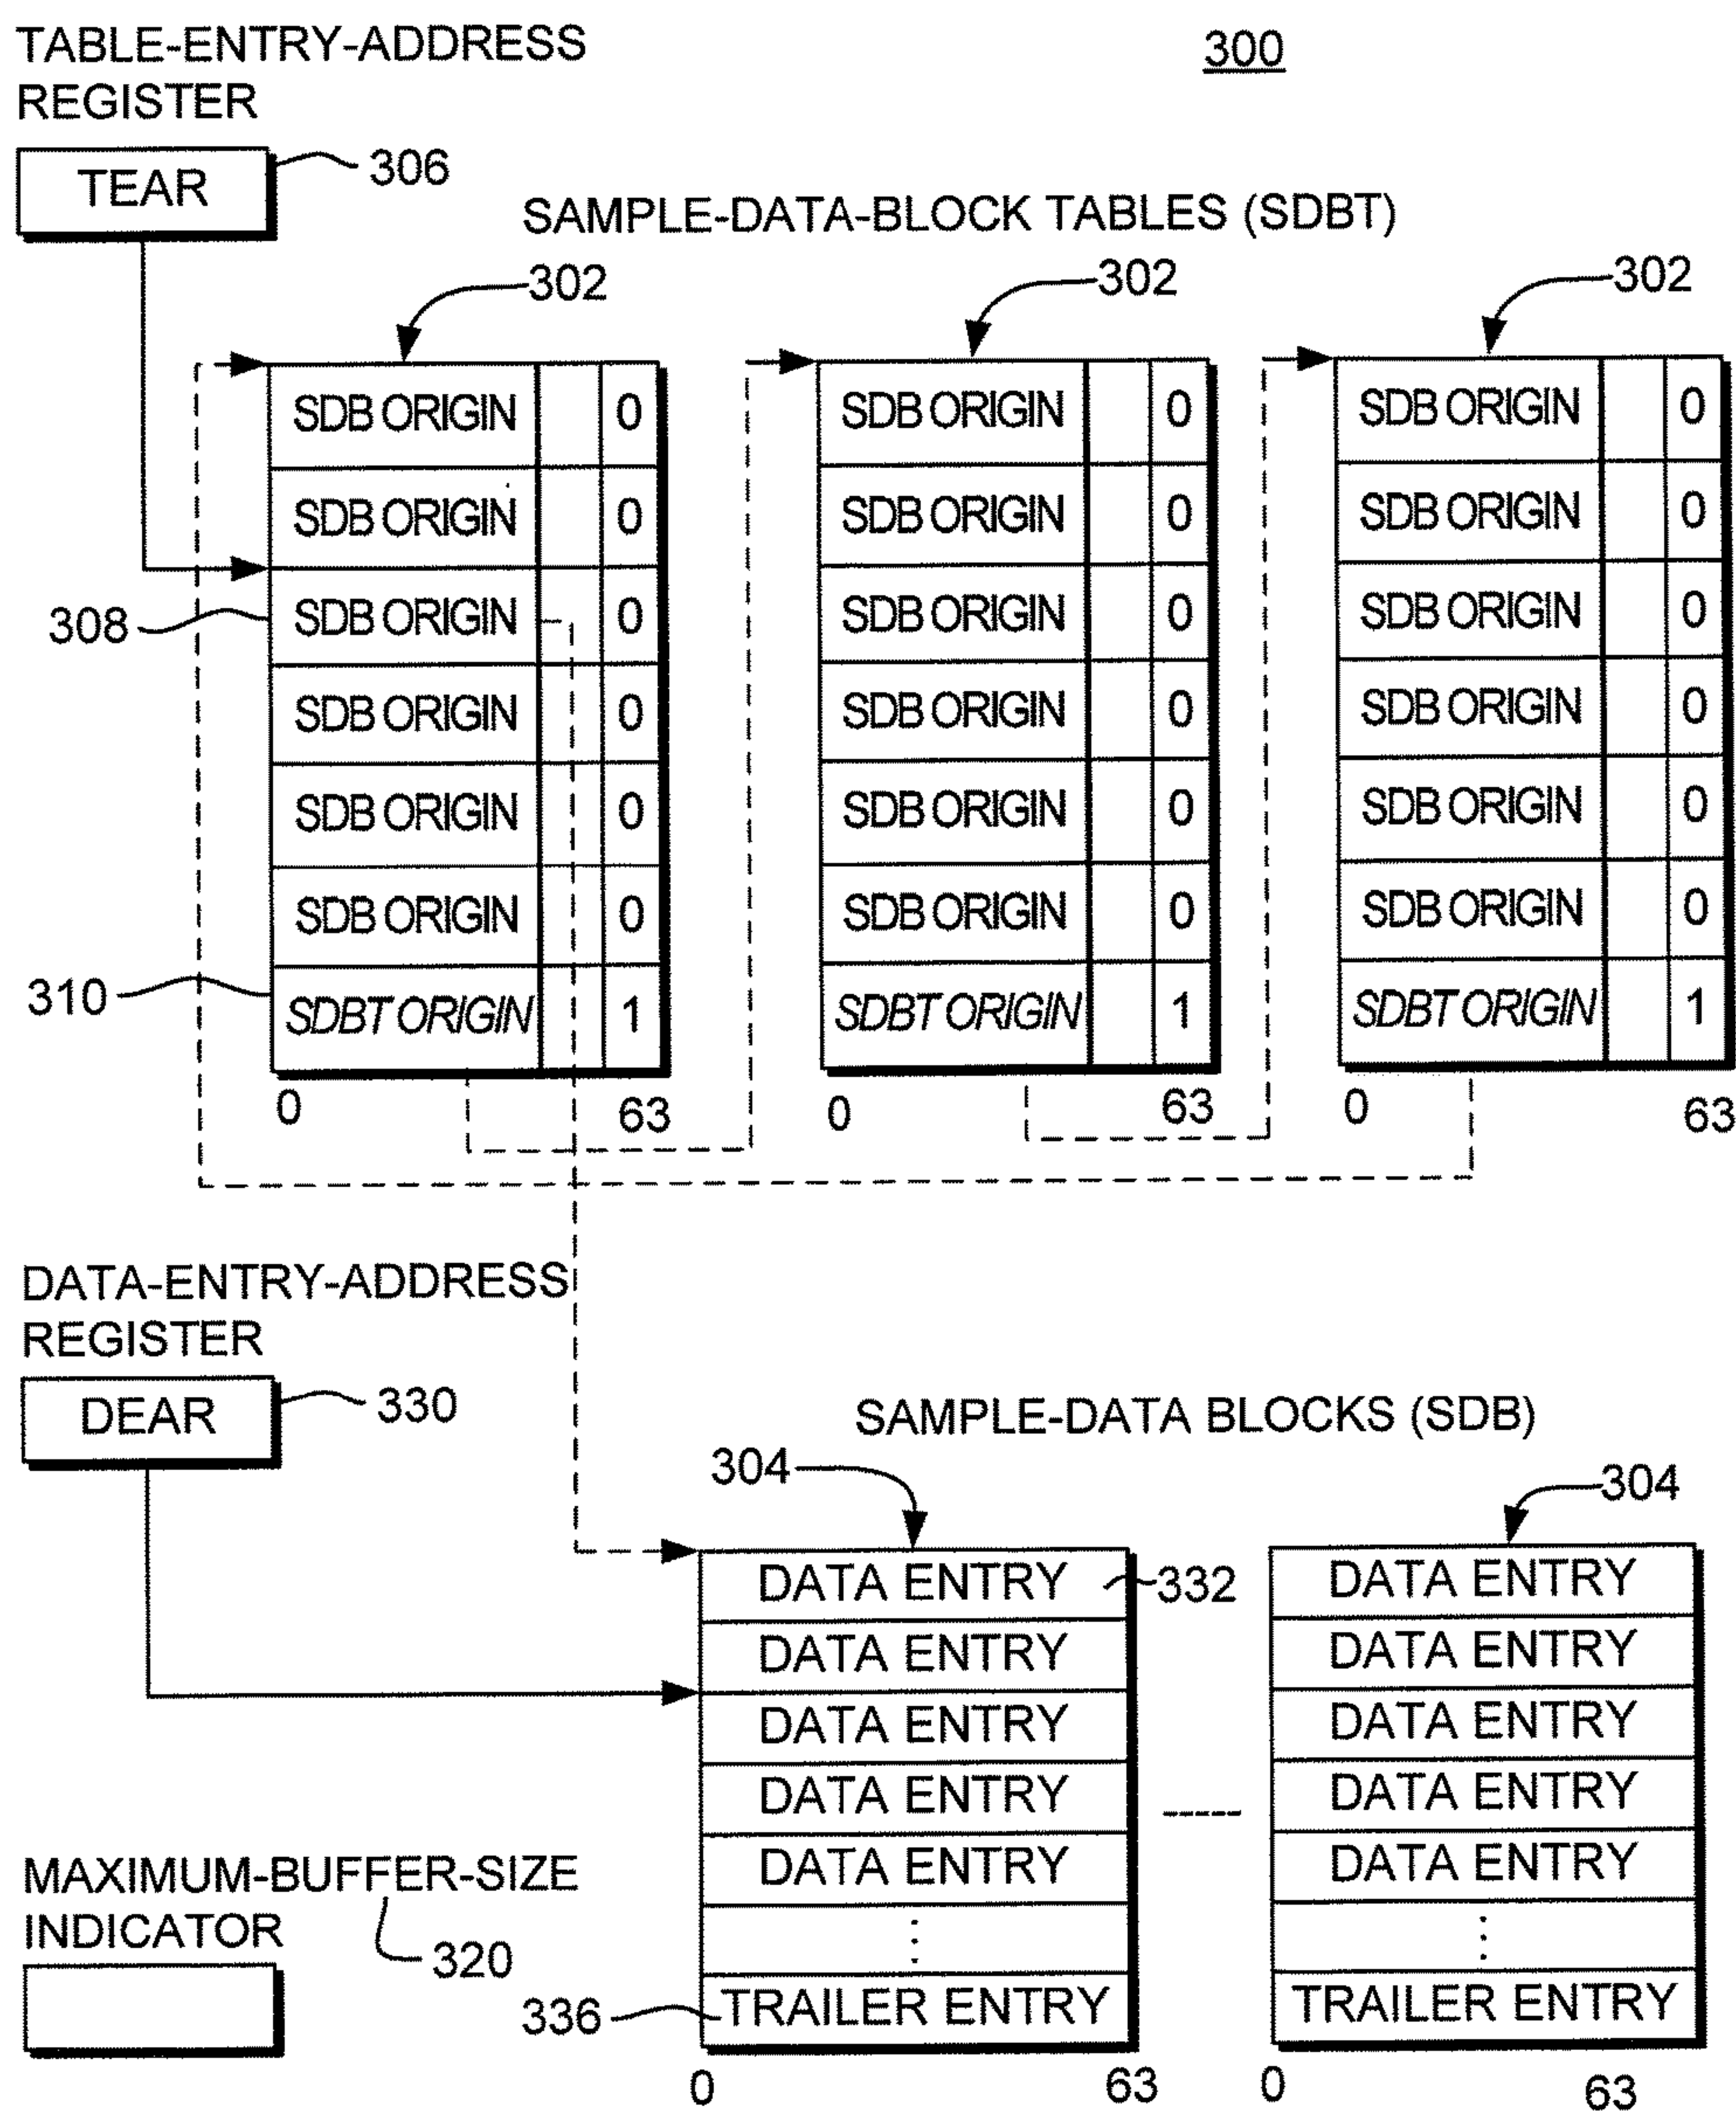 TABLE-ENTRY-ADDRESS
REGISTER
300
TEAR
306
SAMPLE-DATA-BLOCK TABLES (SDBT)
302
302
302
SDB ORIGIN 0
SDB ORIGIN 0
SDB ORIGIN 0
SDB ORIGIN 0
SDB ORIGIN 0
SDB ORIGIN 0
308
SDB ORIGIN 0
SDB ORIGIN 0
SDB ORIGIN 0
SDB ORIGIN 0
SDB ORIGIN 0
SDB ORIGIN 0
SDB ORIGIN 0
SDB ORIGIN 0
SDB ORIGIN 0
SDB ORIGIN 0
SDB ORIGIN 0
SDB ORIGIN 0
310
SDBT ORIGIN 1
SDBT ORIGIN 1
SDBT ORIGIN 1
0 63
0 63
0 63
DATA-ENTRY-ADDRESS
REGISTER
DEAR
330
SAMPLE-DATA BLOCKS (SDB)
304
304
DATA ENTRY
332
DATA ENTRY
DATA ENTRY
DATA ENTRY
DATA ENTRY
DATA ENTRY
DATA ENTRY
DATA ENTRY
DATA ENTRY
DATA ENTRY
MAXIMUM-BUFFER-SIZE
INDICATOR
320
336
TRAILER ENTRY
TRAILER ENTRY
0 63
0 63